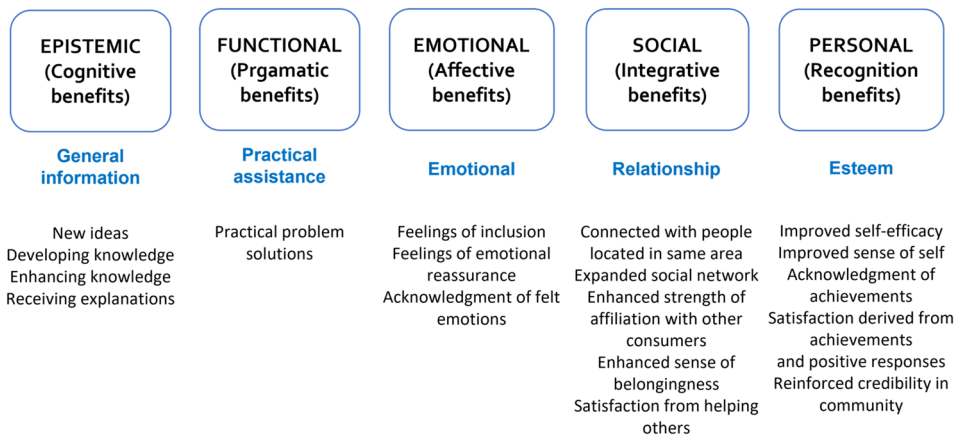 EPISTEMIC
(Cognitive
benefits)
FUNCTIONAL
(Prgamatic
benefits)
EMOTIONAL
(Affective
benefits)
SOCIAL
(Integrative
benefits)
PERSONAL
(Recognition
benefits)
General
information
Practical
assistance
Emotional
Relationship
Esteem
New ideas
Developing knowledge
Enhancing knowledge
Receiving explanations
Practical problem
solutions
Feelings of inclusion
Feelings of emotional
reassurance
Acknowledgment of felt
emotions
Connected with people
located in same area
Expanded social network
Enhanced strength of
affiliation with other
consumers
Enhanced sense of
belongingness
Satisfaction from helping
others
Improved self-efficacy
Improved sense of self
Acknowledgment of
achievements
Satisfaction derived from
achievements
and positive responses
Reinforced credibility in
community